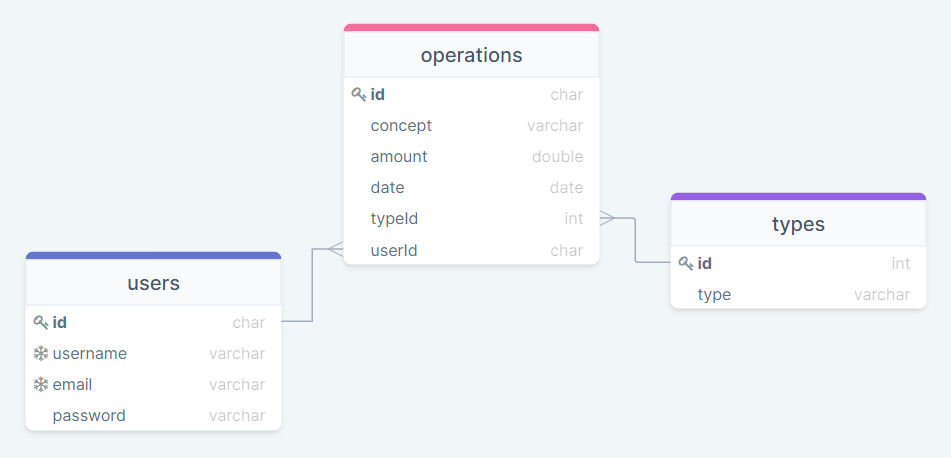 operations
id char
concept varchar
amount double
date date
typeId int
userId char
types
id int
type varchar
users
id char
username varchar
email varchar
password varchar